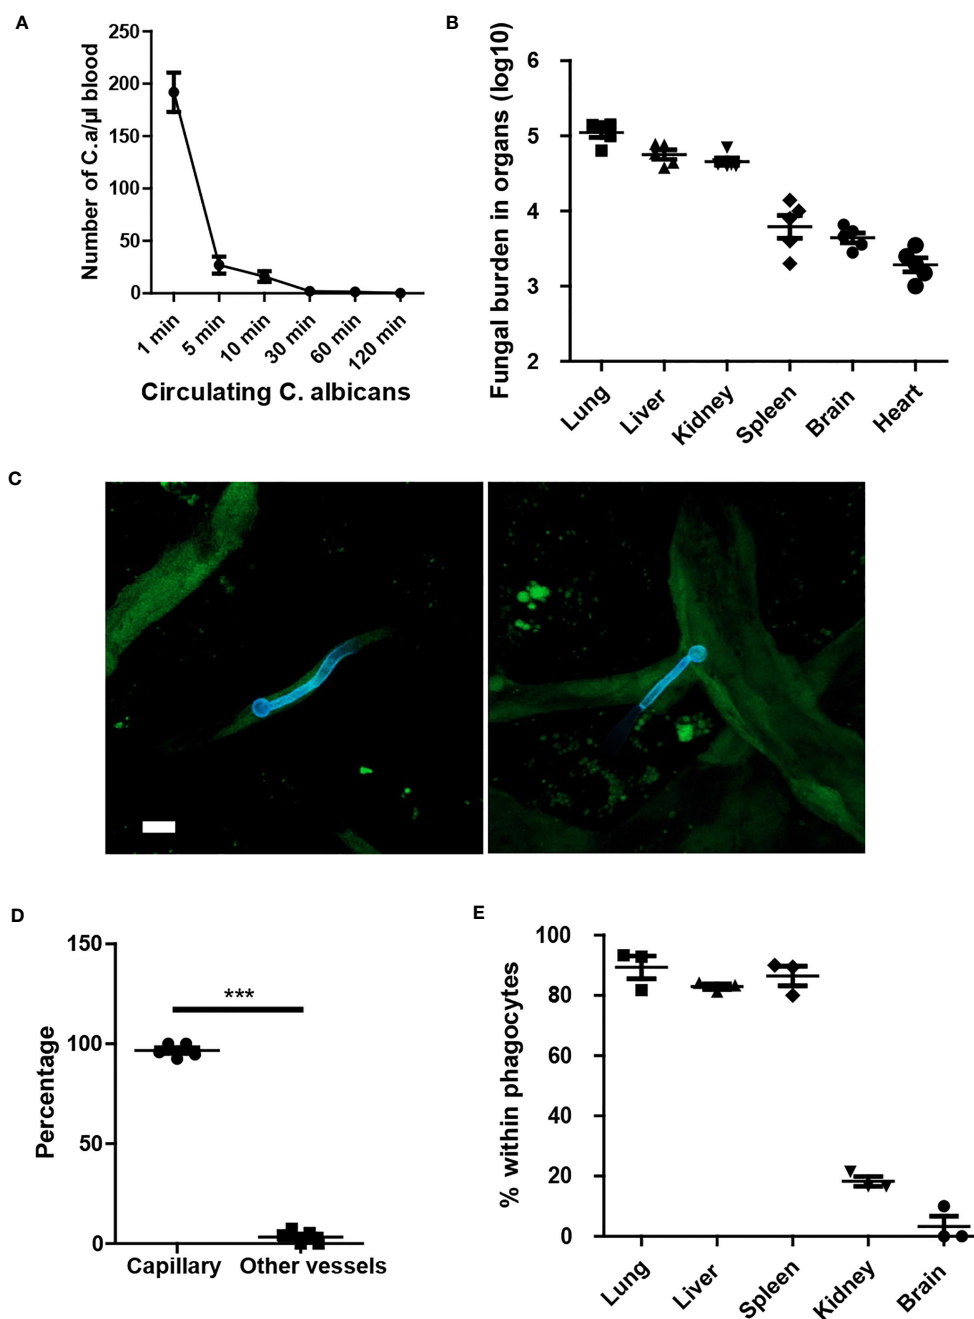 A
Number of C.a/µl blood
250
200
150
100
50
0
1 min
5 min
10 min
30 min
60 min
120 min
Circulating C. albicans
B
Fungal burden in organs (log10)
6
5
4
3
2
Lung
Liver
Kidney
Spleen
Brain
Heart
C
D
Percentage
150
100
50
0
***
Capillary
Other vessels
E
% within phagocytes
100
80
60
40
20
0
Lung
Liver
Spleen
Kidney
Brain